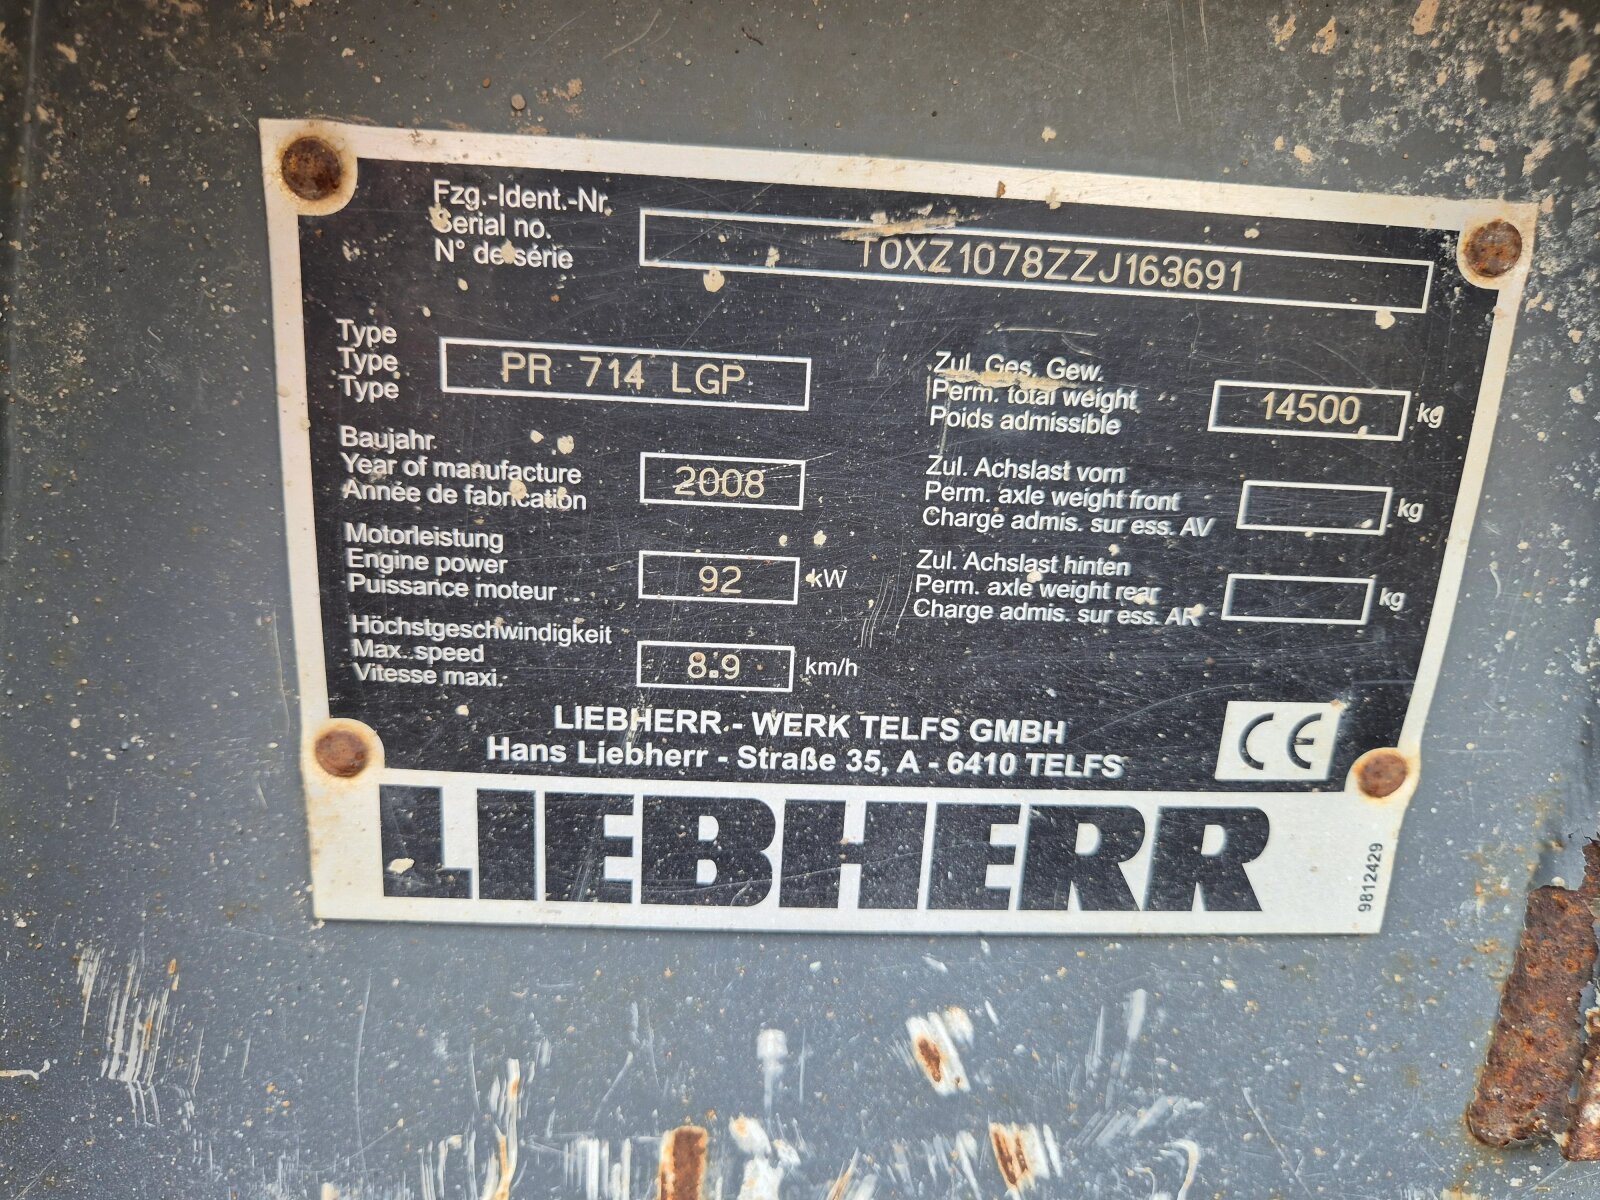 Fzg.-Ident.-Nr.
Serial no.
N° de série
T0XZ1078ZZJ163691
Type
Type
Type
PR 714 LGP
Baujahr
Year of manufacture
Année de fabrication
2008
Motorleistung
Engine power
Puissance moteur
92 kW
Höchstgeschwindigkeit
Max. speed
Vitesse maxi.
8.9 km/h
Zul. Ges. Gew.
Perm. total weight
Poids admissible
14500 kg
Zul. Achslast vorn
Perm. axle weight front
Charge admis. sur ess. AV
kg
Zul. Achslast hinten
Perm. axle weight rear
Charge admis. sur ess. AR
kg
LIEBHERR - WERK TELFS GMBH
Hans Liebherr - Straße 35, A - 6410 TELFS
CE
LIEBHERR
9812429